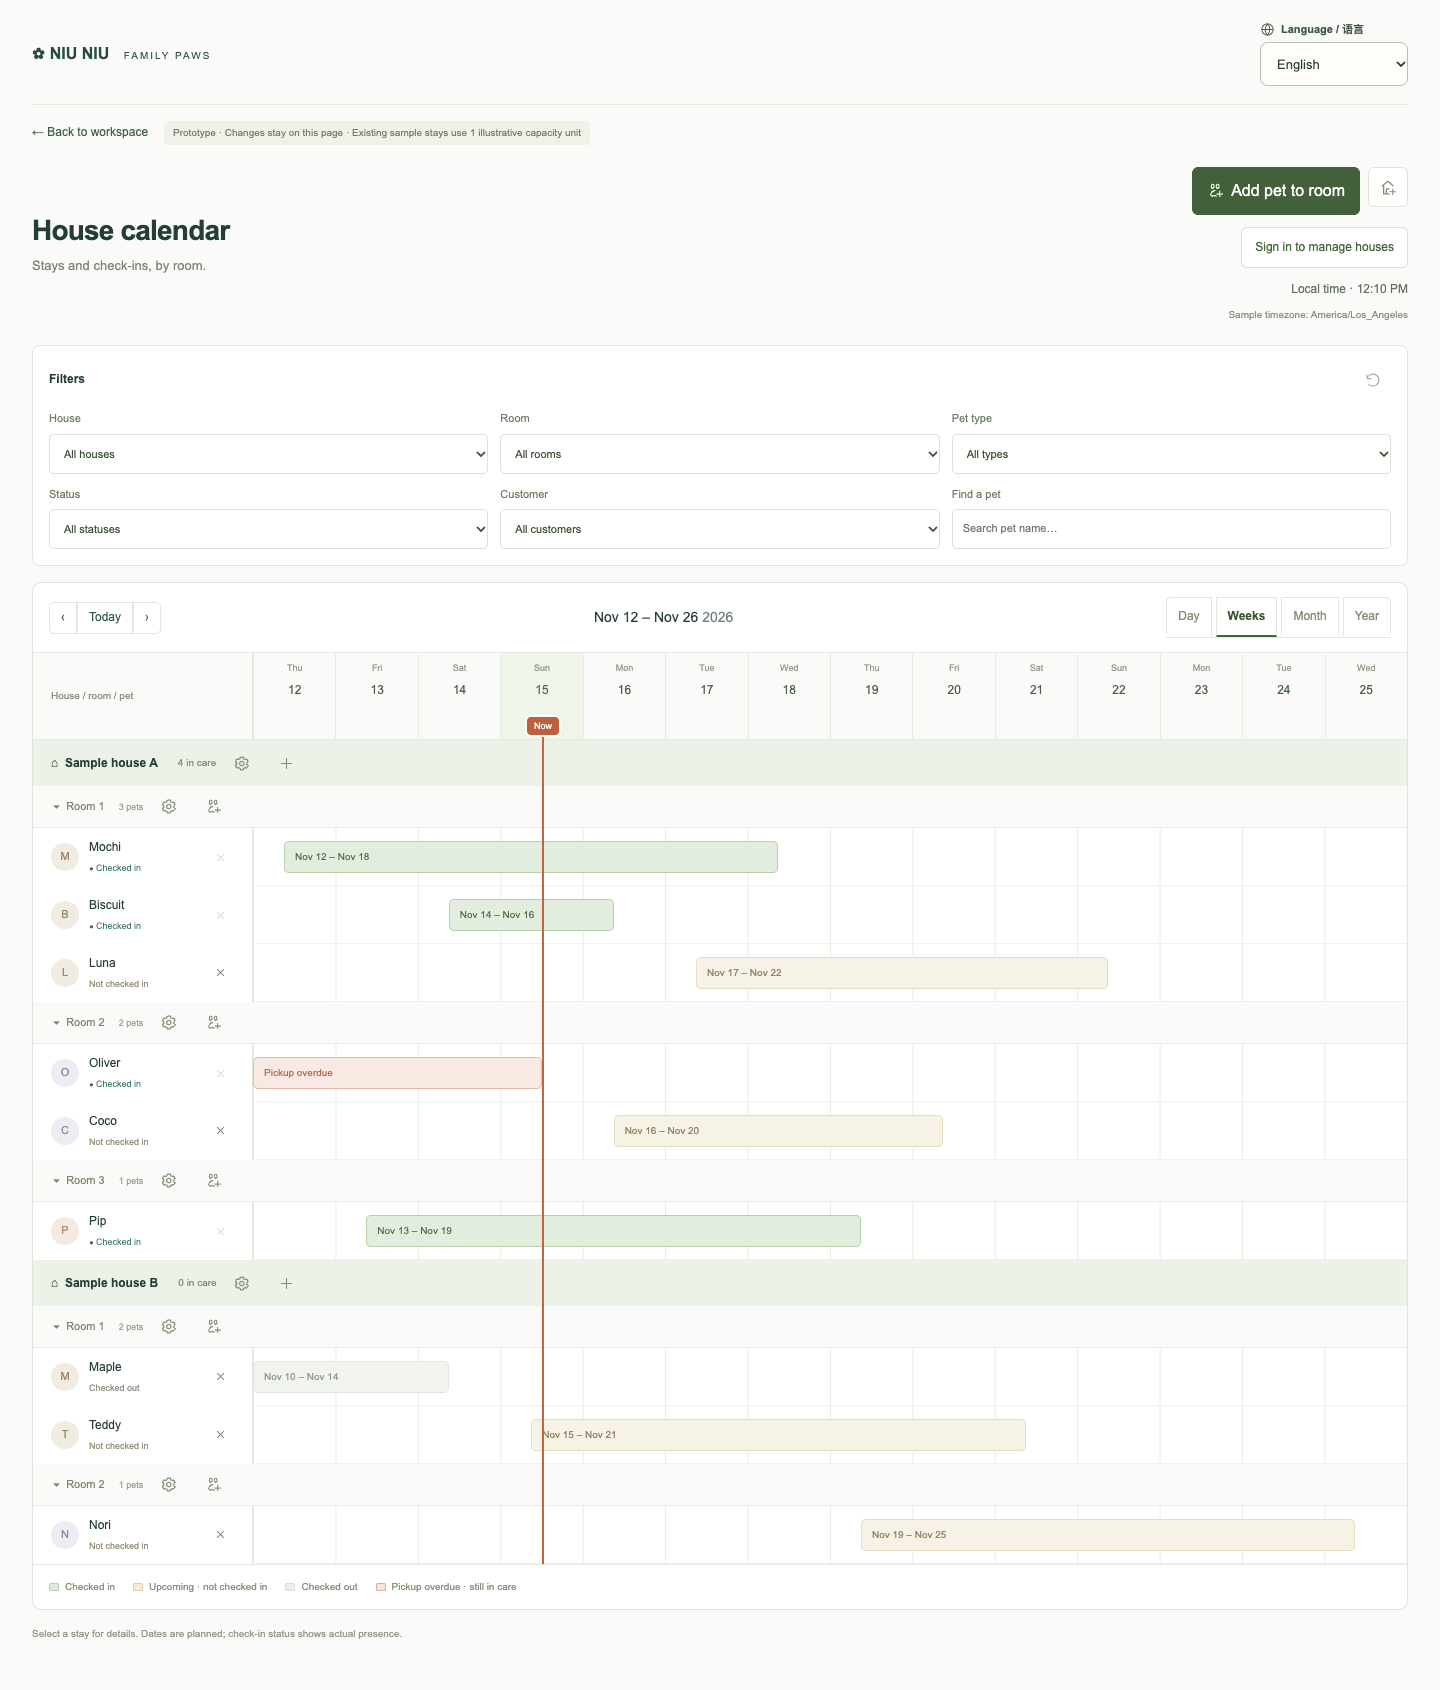 ✿ NIU NIU FAMILY PAWS
Language / 语言
English
← Back to workspace
Prototype · Changes stay on this page · Existing sample stays use 1 illustrative capacity unit
Add pet to room
House calendar
Stays and check-ins, by room.
Sign in to manage houses
Local time · 12:10 PM
Sample timezone: America/Los_Angeles
Filters
House Room Pet type
All houses All rooms All types
Status Customer Find a pet
All statuses All customers Search pet name...
‹ Today › Nov 12 – Nov 26 2026 Day Weeks Month Year
Thu Fri Sat Sun Mon Tue Wed Thu Fri Sat Sun Mon Tue Wed
House / room / pet 12 13 14 15 16 17 18 19 20 21 22 23 24 25
Now
Sample house A 4 in care
Room 1 3 pets
M Mochi
Checked in
Nov 12 – Nov 18
B Biscuit
Checked in
Nov 14 – Nov 16
L Luna
Not checked in
Nov 17 – Nov 22
Room 2 2 pets
O Oliver
Checked in
Pickup overdue
C Coco
Not checked in
Nov 16 – Nov 20
Room 3 1 pets
P Pip
Checked in
Nov 13 – Nov 19
Sample house B 0 in care
Room 1 2 pets
M Maple
Checked out
Nov 10 – Nov 14
T Teddy
Not checked in
Nov 15 – Nov 21
Room 2 1 pets
N Nori
Not checked in
Nov 19 – Nov 25
Checked in Upcoming · not checked in Checked out Pickup overdue · still in care
Select a stay for details. Dates are planned; check-in status shows actual presence.